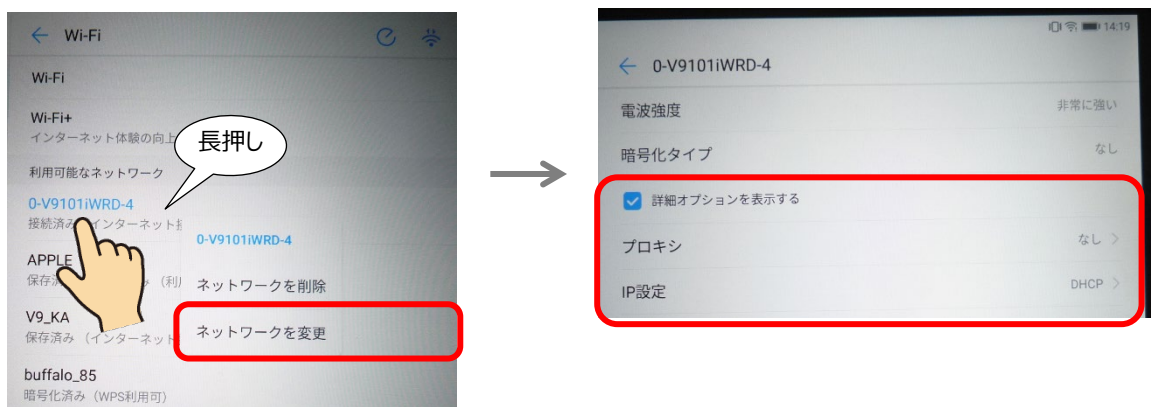 Wi-Fi
Wi-Fi
Wi-Fi+
インターネット体験の向上
長押し
利用可能なネットワーク
0-V9101iWRD-4
接続済み インターネット接
0-V9101iWRD-4
APPLE
保存済 (利用
ネットワークを削除
V9_KA
保存済み（インターネット
ネットワークを変更
buffalo_85
暗号化済み（WPS利用可）
14:19
0-V9101iWRD-4
電波強度 非常に強い
暗号化タイプ なし
詳細オプションを表示する
プロキシ なし
IP設定 DHCP